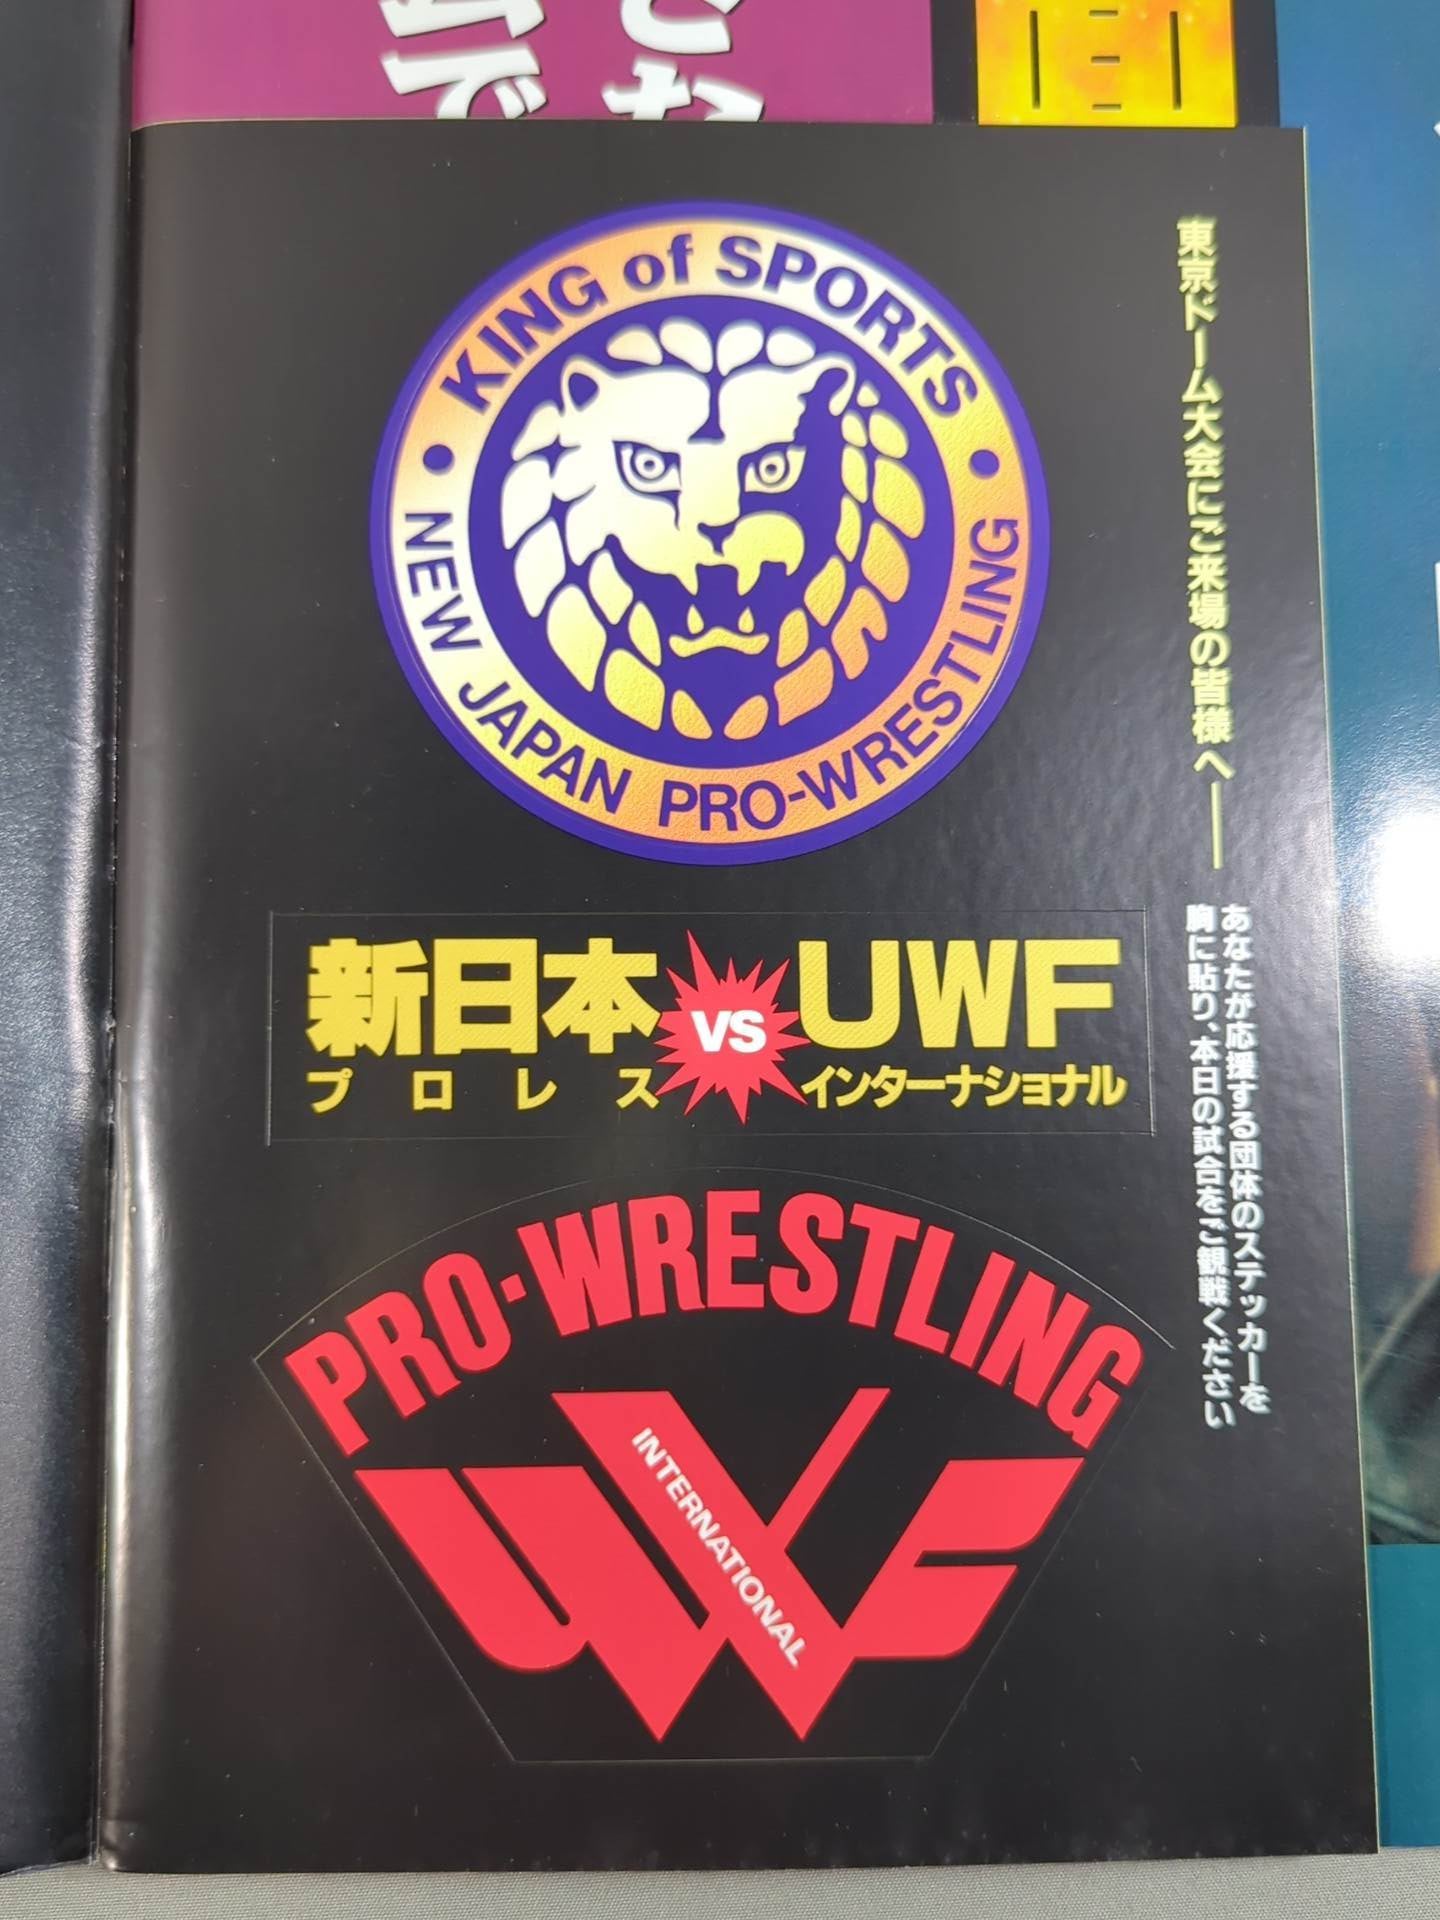 東京ドーム大会にご来場の皆様へ――
あなたが応援する団体のステッカーを
胸に貼り、本日の試合をご観戦ください
KING of SPORTS
NEW JAPAN PRO-WRESTLING
新日本 VS UWF
プロレス インターナショナル
PRO-WRESTLING
UWF
INTERNATIONAL